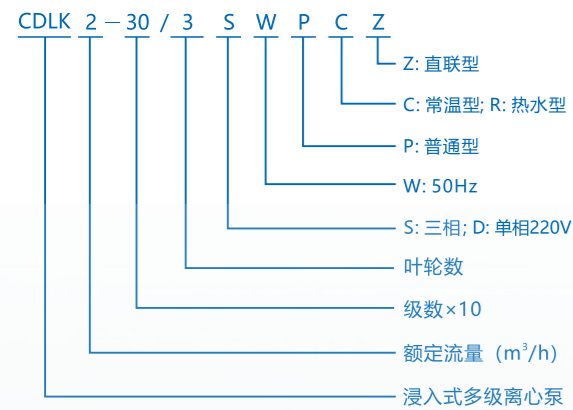 CDLK 2－30 / 3 S W P C Z
Z: 直联型
C: 常温型; R: 热水型
P: 普通型
W: 50Hz
S: 三相; D: 单相220V
叶轮数
级数×10
额定流量（m³/h）
浸入式多级离心泵